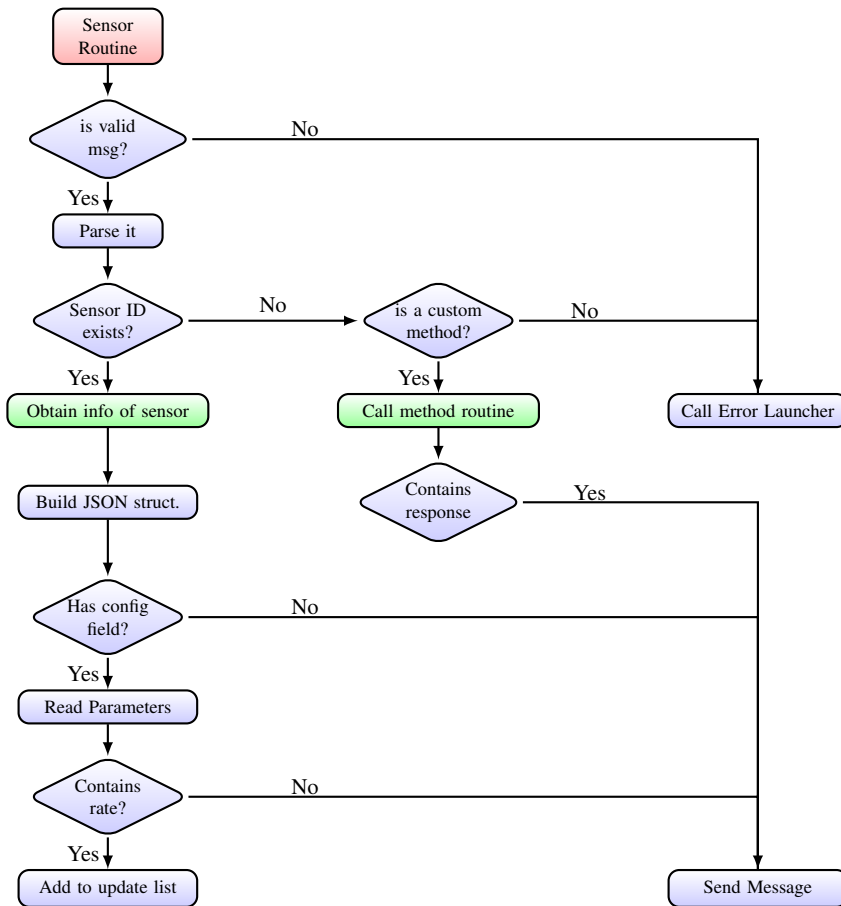 Sensor
Routine
is valid
msg?
No
Yes
Parse it
Sensor ID
exists?
No
is a custom
method?
No
Yes
Yes
Obtain info of sensor
Call method routine
Call Error Launcher
Contains
response
Yes
Build JSON struct.
Has config
field?
No
Yes
Read Parameters
Contains
rate?
No
Yes
Add to update list
Send Message